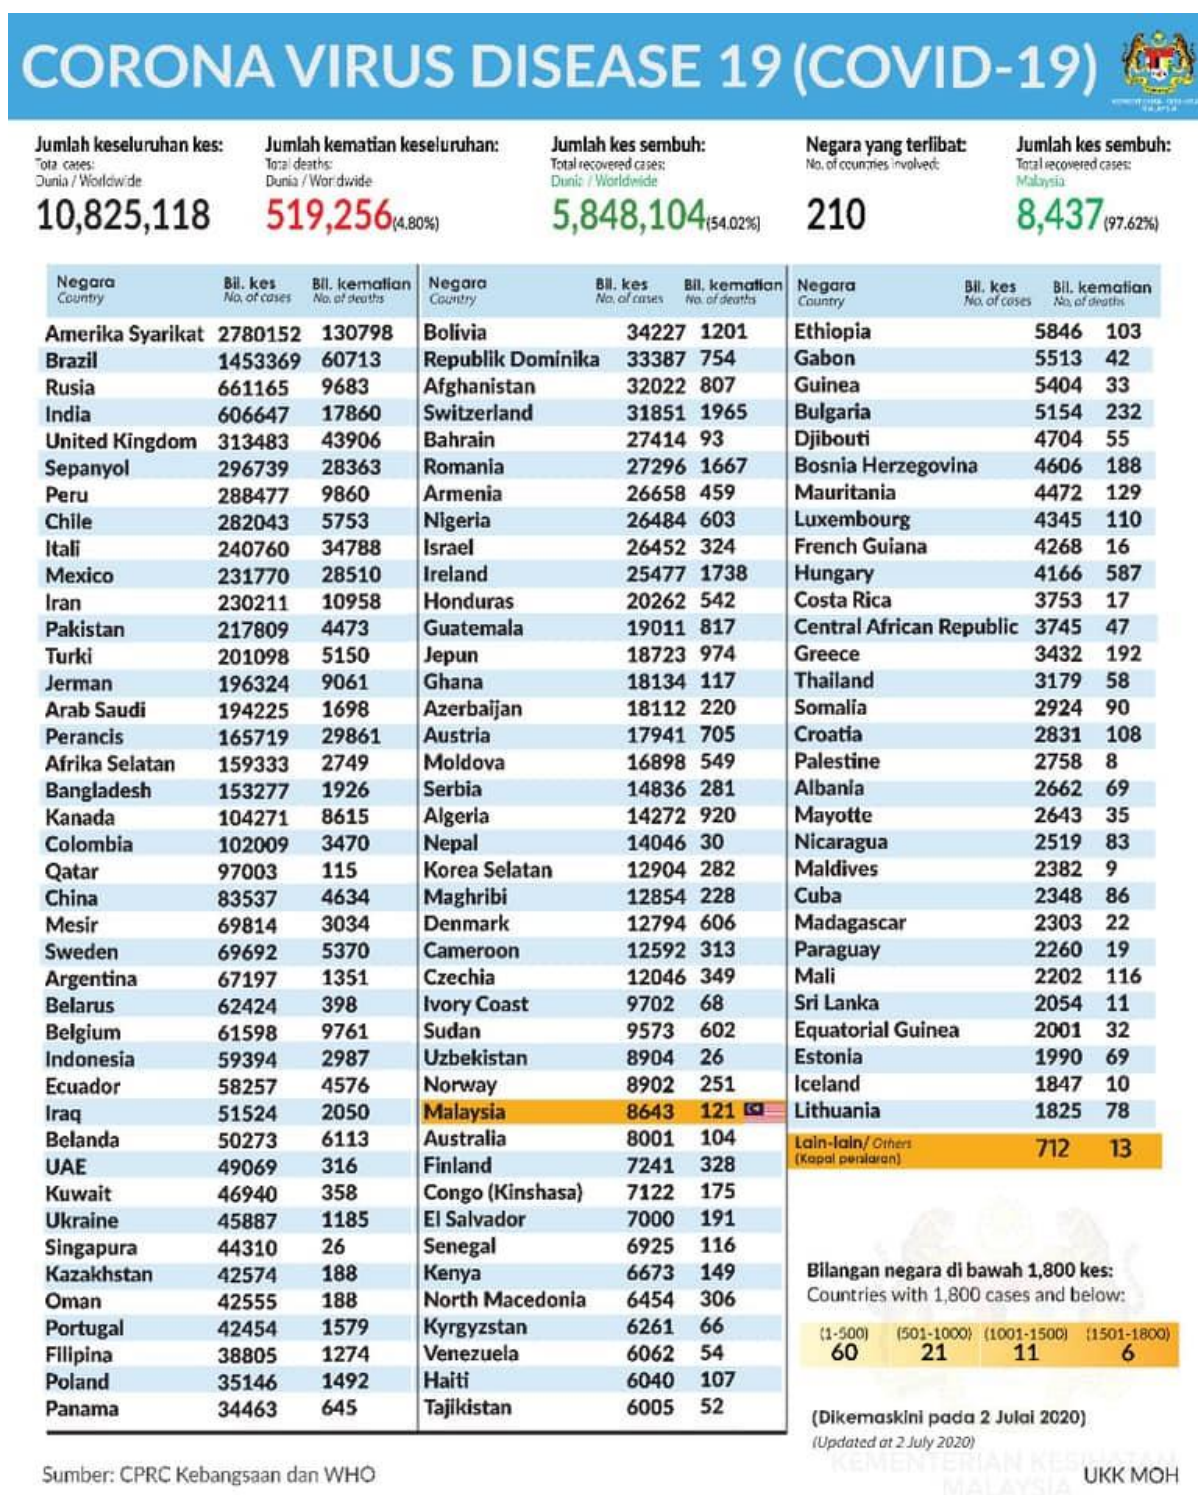 CORONA VIRUS DISEASE 19 (COVID-19)
Jumlah keseluruhan kes:
Total cases:
Dunia / Worldwide
10,825,118
Jumlah kematian keseluruhan:
Total deaths:
Dunia / Worldwide
519,256(4.80%)
Jumlah kes sembuh:
Total recovered cases:
Dunia / Worldwide
5,848,104(54.02%)
Negara yang terlibat:
No. of countries involved:
210
Jumlah kes sembuh:
Total recovered cases:
Malaysia
8,437(97.62%)
Negara Bil. kes Bil. kematian
Country No. of cases No. of deaths
Amerika Syarikat 2780152 130798
Brazil 1453369 60713
Rusia 661165 9683
India 606647 17860
United Kingdom 313483 43906
Sepanyol 296739 28363
Peru 288477 9860
Chile 282043 5753
Itali 240760 34788
Mexico 231770 28510
Iran 230211 10958
Pakistan 217809 4473
Turki 201098 5150
Jerman 196324 9061
Arab Saudi 194225 1698
Perancis 165719 29861
Afrika Selatan 159333 2749
Bangladesh 153277 1926
Kanada 104271 8615
Colombia 102009 3470
Qatar 97003 115
China 83537 4634
Mesir 69814 3034
Sweden 69692 5370
Argentina 67197 1351
Belarus 62424 398
Belgium 61598 9761
Indonesia 59394 2987
Ecuador 58257 4576
Iraq 51524 2050
Belanda 50273 6113
UAE 49069 316
Kuwait 46940 358
Ukraine 45887 1185
Singapura 44310 26
Kazakhstan 42574 188
Oman 42555 188
Portugal 42454 1579
Filipina 38805 1274
Poland 35146 1492
Panama 34463 645
Negara Bil. kes Bil. kematian
Country No. of cases No. of deaths
Bolivia 34227 1201
Republik Dominika 33387 754
Afghanistan 32022 807
Switzerland 31851 1965
Bahrain 27414 93
Romania 27296 1667
Armenia 26658 459
Nigeria 26484 603
Israel 26452 324
Ireland 25477 1738
Honduras 20262 542
Guatemala 19011 817
Jepun 18723 974
Ghana 18134 117
Azerbaijan 18112 220
Austria 17941 705
Moldova 16898 549
Serbia 14836 281
Algeria 14272 920
Nepal 14046 30
Korea Selatan 12904 282
Maghribi 12854 228
Denmark 12794 606
Cameroon 12592 313
Czechia 12046 349
Ivory Coast 9702 68
Sudan 9573 602
Uzbekistan 8904 26
Norway 8902 251
Malaysia 8643 121
Australia 8001 104
Finland 7241 328
Congo (Kinshasa) 7122 175
El Salvador 7000 191
Senegal 6925 116
Kenya 6673 149
North Macedonia 6454 306
Kyrgyzstan 6261 66
Venezuela 6062 54
Haiti 6040 107
Tajikistan 6005 52
Negara Bil. kes Bil. kematian
Country No. of cases No. of deaths
Ethiopia 5846 103
Gabon 5513 42
Guinea 5404 33
Bulgaria 5154 232
Djibouti 4704 55
Bosnia Herzegovina 4606 188
Mauritania 4472 129
Luxembourg 4345 110
French Guiana 4268 16
Hungary 4166 587
Costa Rica 3753 17
Central African Republic 3745 47
Greece 3432 192
Thailand 3179 58
Somalia 2924 90
Croatia 2831 108
Palestine 2758 8
Albania 2662 69
Mayotte 2643 35
Nicaragua 2519 83
Maldives 2382 9
Cuba 2348 86
Madagascar 2303 22
Paraguay 2260 19
Mali 2202 116
Sri Lanka 2054 11
Equatorial Guinea 2001 32
Estonia 1990 69
Iceland 1847 10
Lithuania 1825 78
Lain-lain/ Others 712 13
(Kapal persiaran)
Bilangan negara di bawah 1,800 kes:
Countries with 1,800 cases and below:
(1-500) (501-1000) (1001-1500) (1501-1800)
60 21 11 6
(Dikemaskini pada 2 Julai 2020)
(Updated at 2 July 2020)
KEMENTERIAN KESIHATAN
MALAYSIA
Sumber: CPRC Kebangsaan dan WHO
UKK MOH